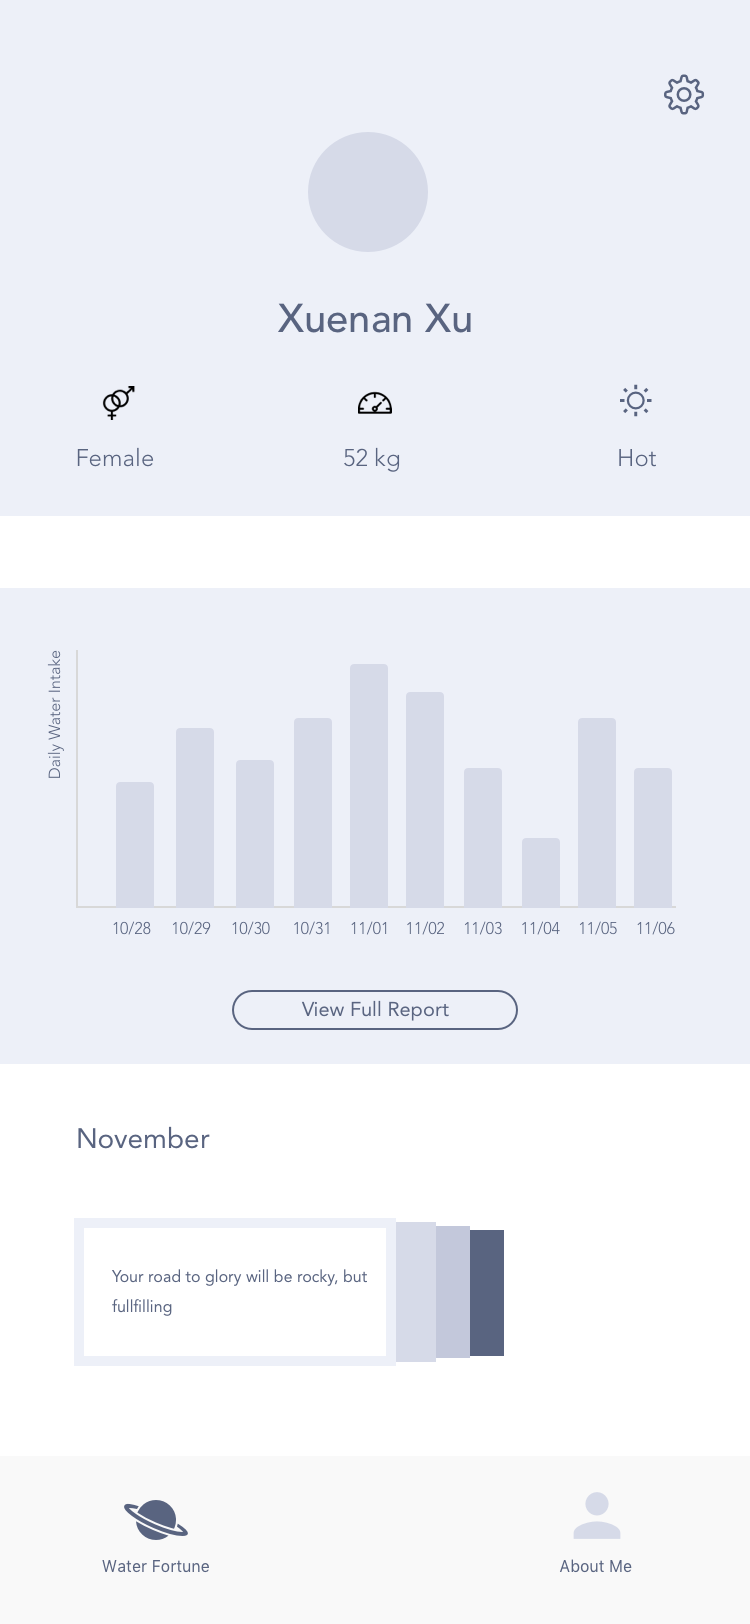 Xuenan Xu
Female
52 kg
Hot
Daily Water Intake
10/28 10/29 10/30 10/31 11/01 11/02 11/03 11/04 11/05 11/06
View Full Report
November
Your road to glory will be rocky, but
fullfilling
Water Fortune
About Me